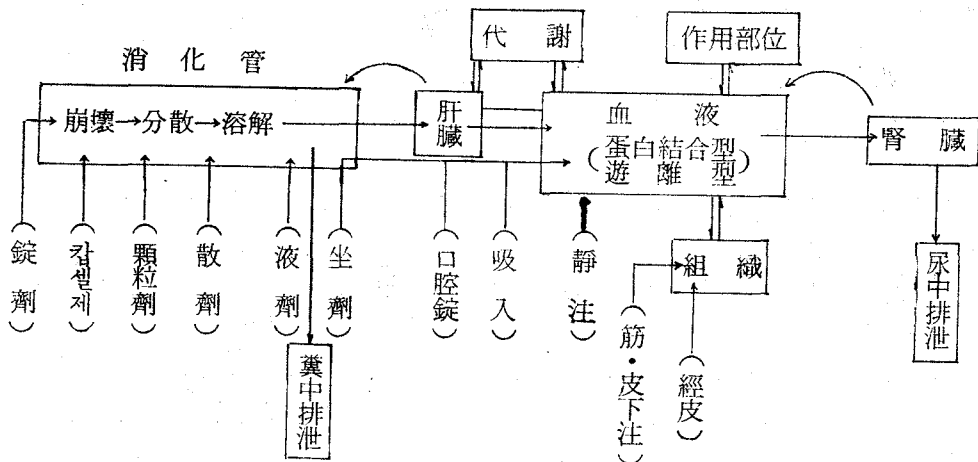 代謝
作用部位
消化管
崩壞→分散→溶解
肝臟
血液
(蛋白結合型
遊離型)
腎臟
(錠劑)
(캅셀제)
(顆粒劑)
(散劑)
(液劑)
(坐劑)
(口腔錠)
(吸入)
(靜注)
組織
尿中排泄
糞中排泄
(筋・皮下注)
(經皮)